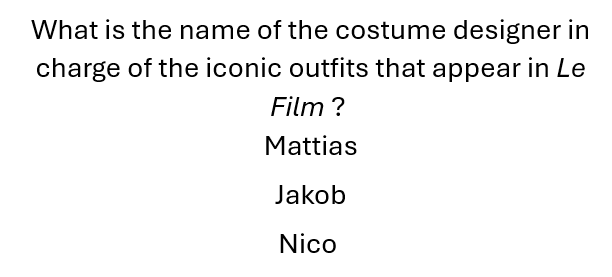 What is the name of the costume designer in
charge of the iconic outfits that appear in Le
Film ?
Mattias
Jakob
Nico